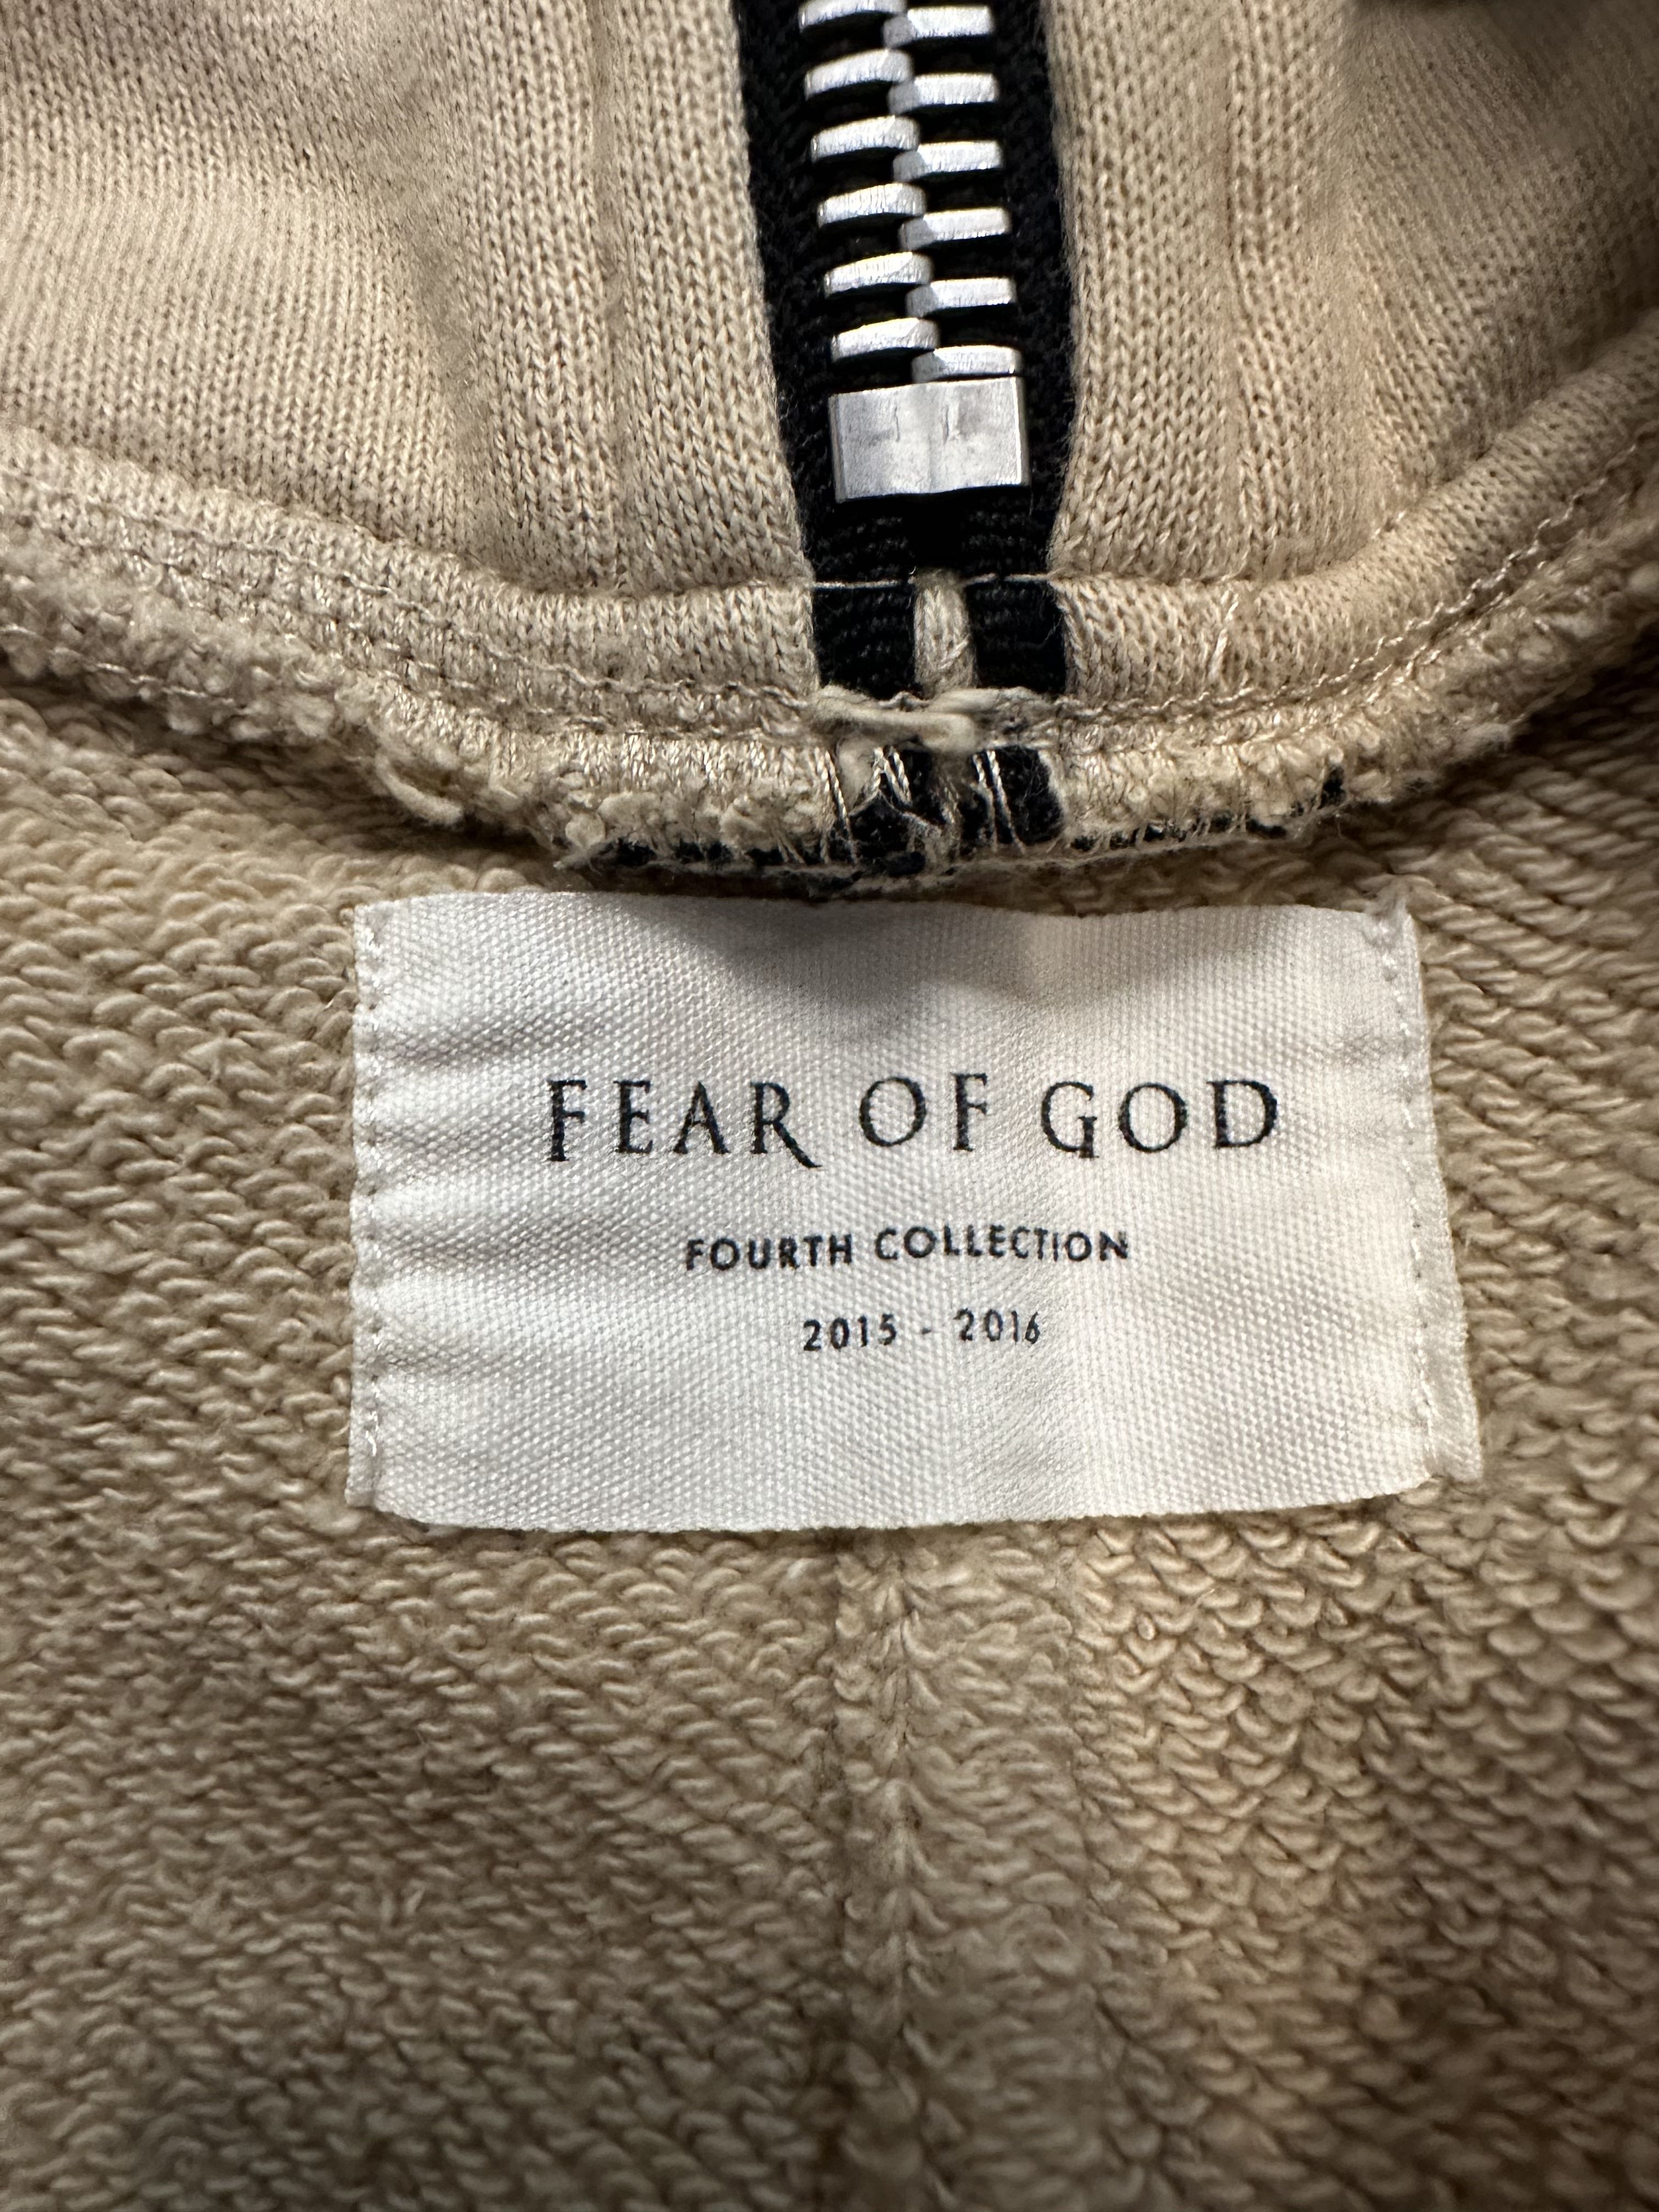 FEAR OF GOD
FOURTH COLLECTION
2015 - 2016